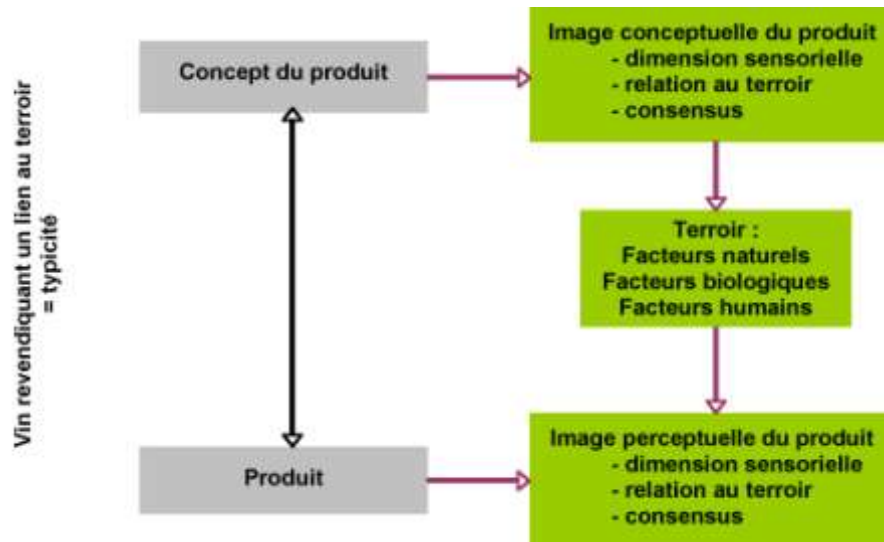 Vin revendiquant un lien au terroir
= typicité
Concept du produit
Image conceptuelle du produit
- dimension sensorielle
- relation au terroir
- consensus
Terroir :
Facteurs naturels
Facteurs biologiques
Facteurs humains
Produit
Image perceptuelle du produit
- dimension sensorielle
- relation au terroir
- consensus